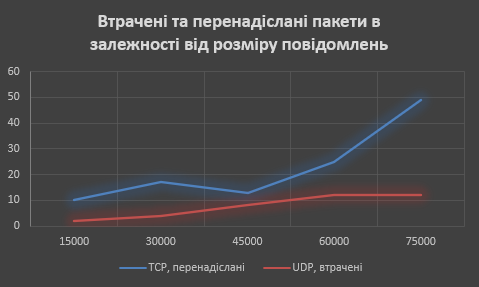 Втрачені та перенадіслані пакети в
залежності від розміру повідомлень
60
50
40
30
20
10
0
15000 30000 45000 60000 75000
TCP, перенадіслані UDP, втрачені